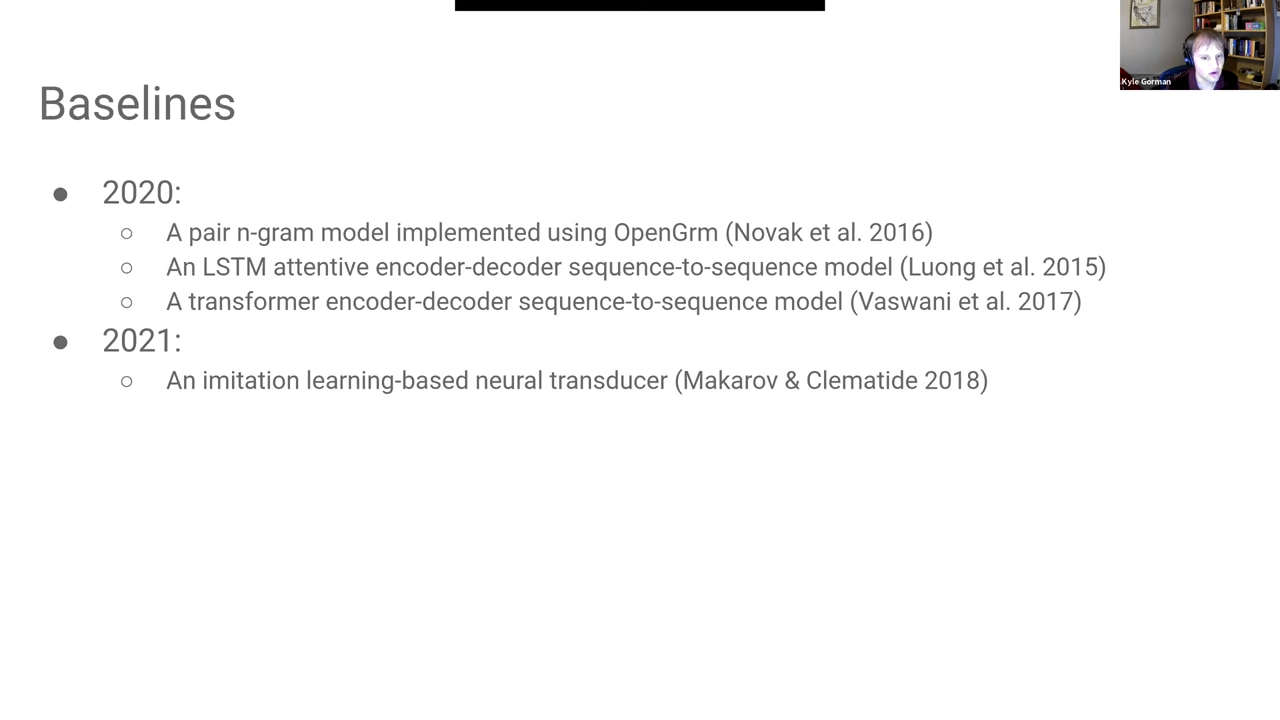 Kyle Gorman
Baselines
● 2020:
○ A pair n-gram model implemented using OpenGrm (Novak et al. 2016)
○ An LSTM attentive encoder-decoder sequence-to-sequence model (Luong et al. 2015)
○ A transformer encoder-decoder sequence-to-sequence model (Vaswani et al. 2017)
● 2021:
○ An imitation learning-based neural transducer (Makarov & Clematide 2018)